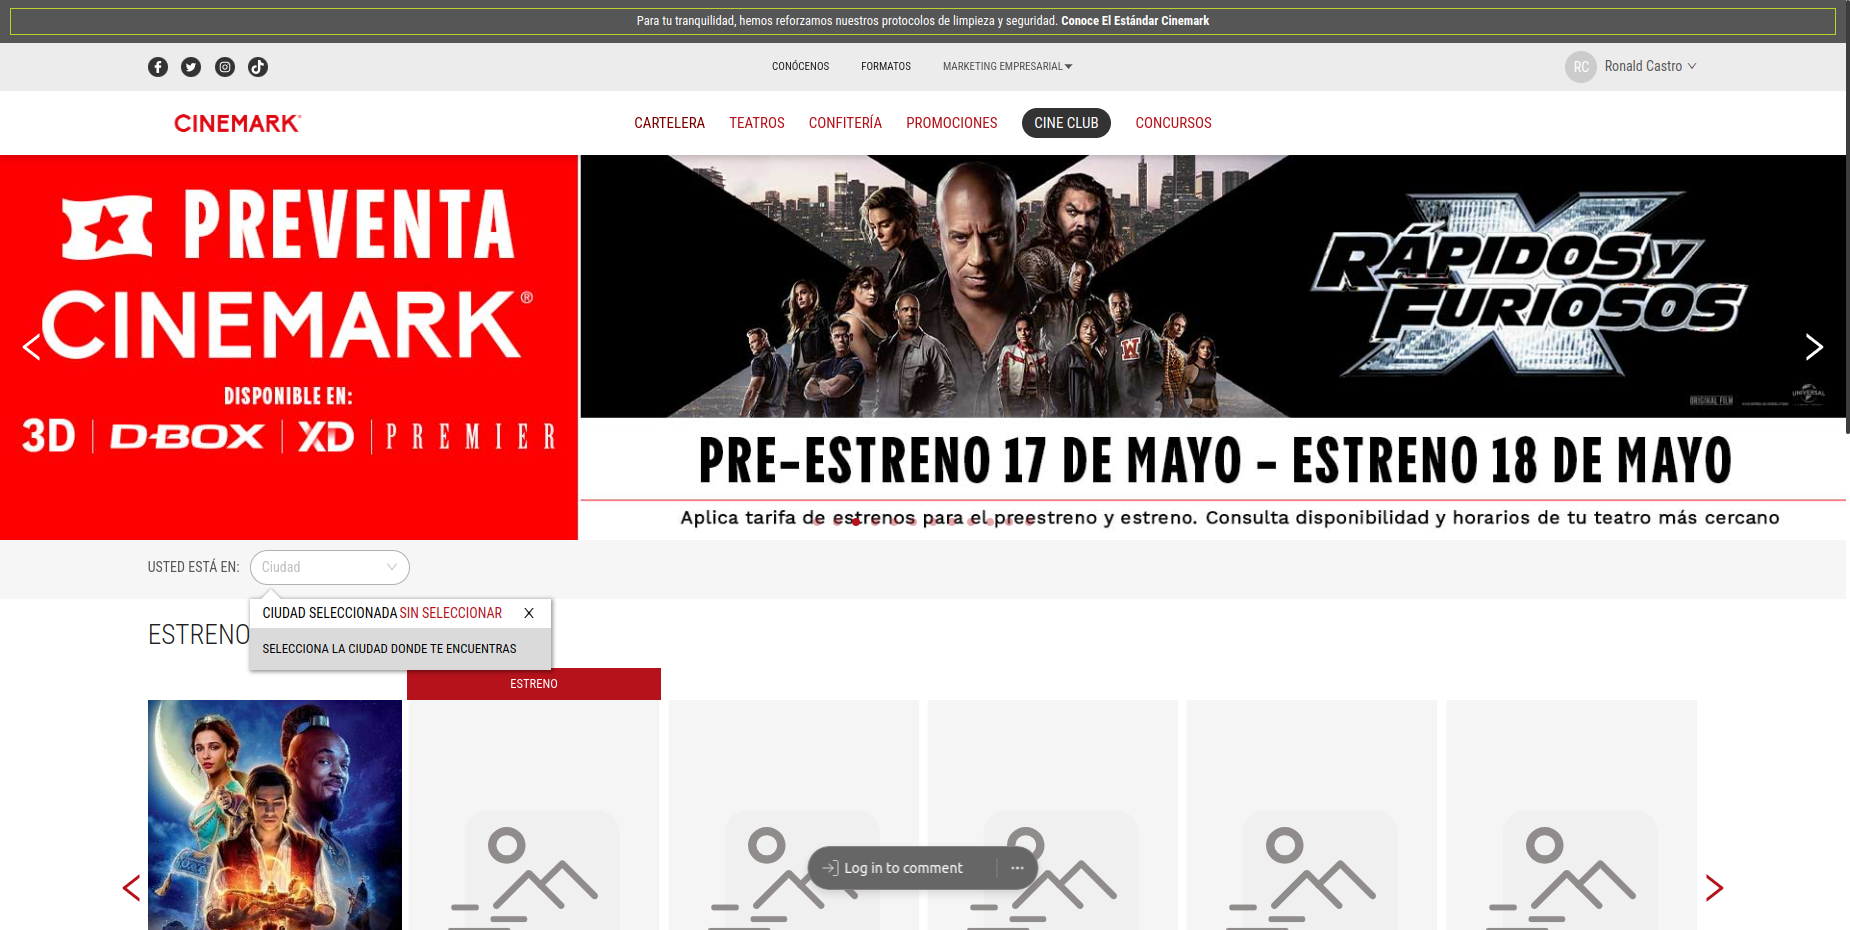 Para tu tranquilidad, hemos reforzamos nuestros protocolos de limpieza y seguridad. Conoce El Estándar Cinemark
CONÓCENOS FORMATOS MARKETING EMPRESARIAL
RC Ronald Castro
CINEMARK
CARTELERA TEATROS CONFITERÍA PROMOCIONES CINE CLUB CONCURSOS
PREVENTA
CINEMARK®
DISPONIBLE EN:
3D D-BOX XD PREMIER
RÁPIDOS Y
FURIOSOS
X
W
ORIGINAL FILM
UNIVERSAL
PRE-ESTRENO 17 DE MAYO - ESTRENO 18 DE MAYO
Aplica tarifa de estrenos para el preestreno y estreno. Consulta disponibilidad y horarios de tu teatro más cercano
USTED ESTÁ EN: Ciudad
CIUDAD SELECCIONADA SIN SELECCIONAR X
ESTRENO
SELECCIONA LA CIUDAD DONDE TE ENCUENTRAS
ESTRENO
Log in to comment